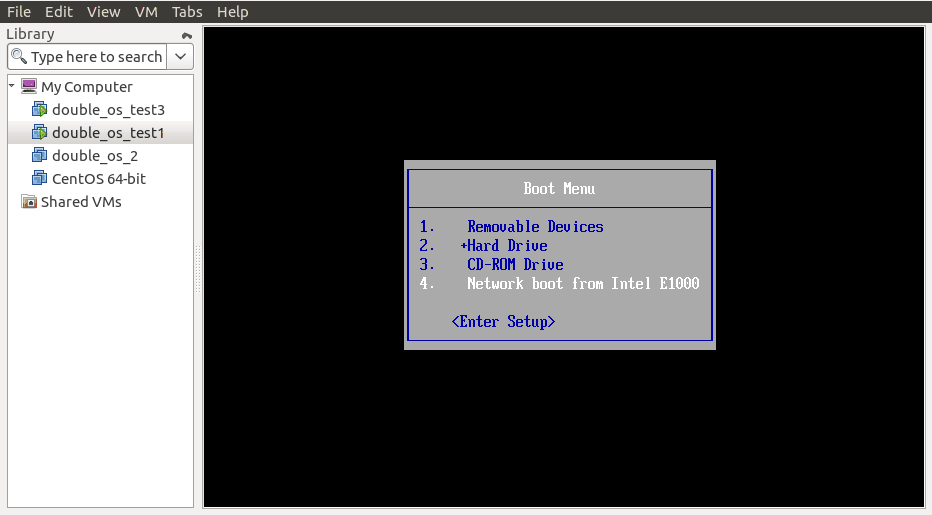 File Edit View VM Tabs Help
Library
Type here to search
My Computer
double_os_test3
double_os_test1
double_os_2
CentOS 64-bit
Shared VMs
Boot Menu
1. Removable Devices
2. +Hard Drive
3. CD-ROM Drive
4. Network boot from Intel E1000
<Enter Setup>